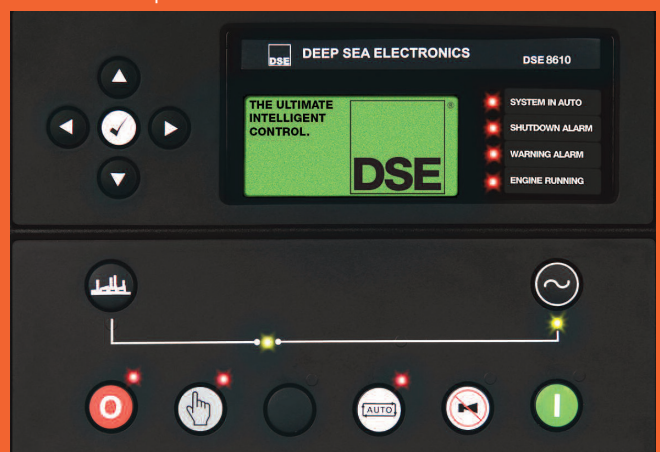 DSE
DEEP SEA ELECTRONICS
DSE 8610
THE ULTIMATE
INTELLIGENT
CONTROL.
DSE
®
SYSTEM IN AUTO
SHUTDOWN ALARM
WARNING ALARM
ENGINE RUNNING
O
AUTO
I